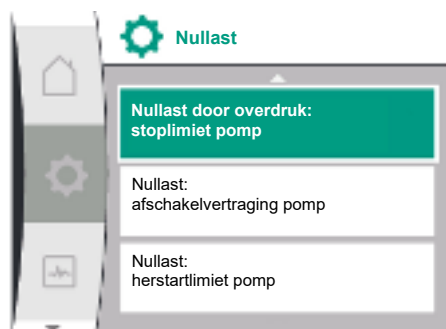 Nullast
Nullast door overdruk:
stoplimiet pomp
Nullast:
afschakelvertraging pomp
Nullast:
herstartlimiet pomp